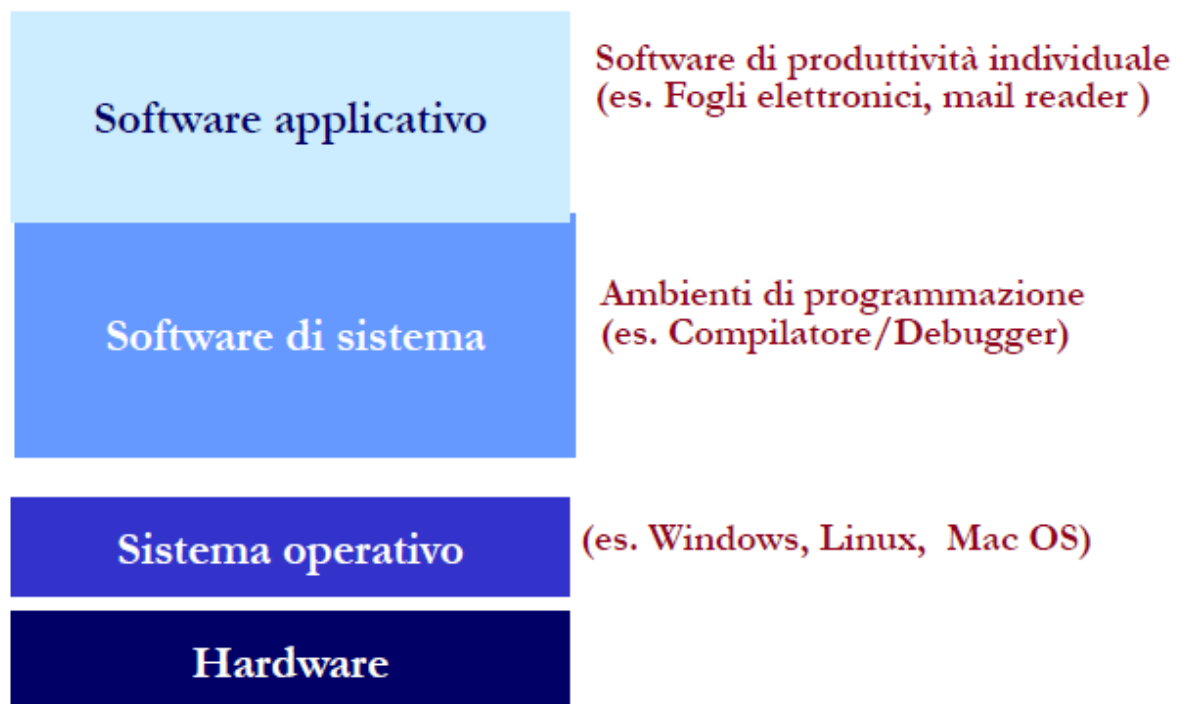 Software applicativo
Software di produttività individuale
(es. Fogli elettronici, mail reader )
Software di sistema
Ambienti di programmazione
(es. Compilatore/Debugger)
Sistema operativo
(es. Windows, Linux,  Mac OS)
Hardware